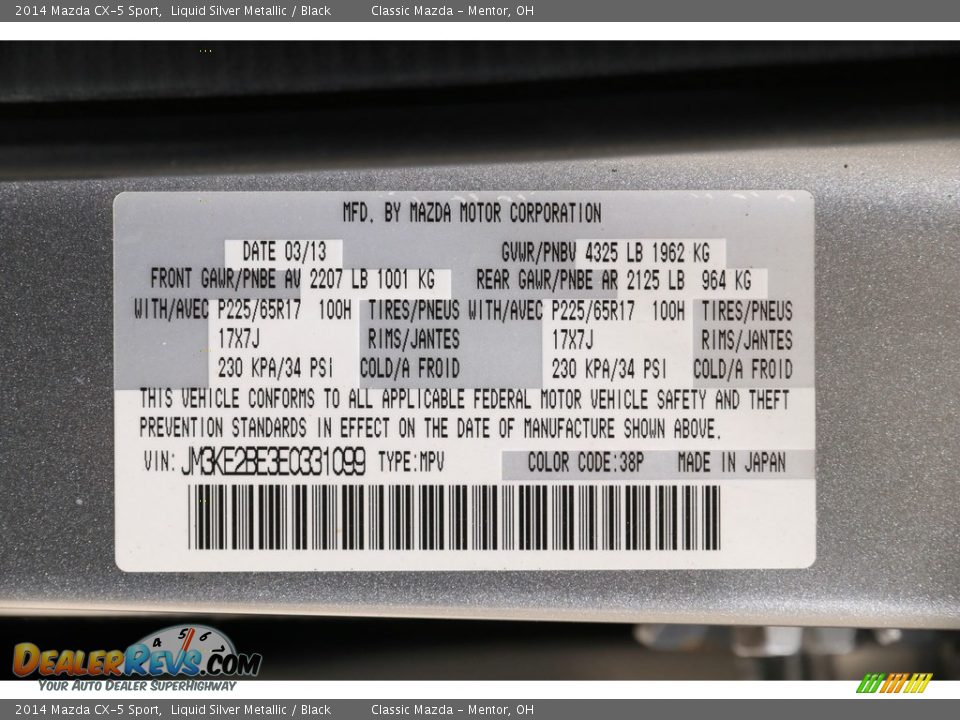 2014 Mazda CX-5 Sport, Liquid Silver Metallic / Black Classic Mazda - Mentor, OH
MFD. BY MAZDA MOTOR CORPORATION
DATE 03/13 GVWR/PNBV 4325 LB 1962 KG
FRONT GAWR/PNBE AV 2207 LB 1001 KG REAR GAWR/PNBE AR 2125 LB 964 KG
WITH/AVEC P225/65R17 100H TIRES/PNEUS WITH/AVEC P225/65R17 100H TIRES/PNEUS
17X7J RIMS/JANTES 17X7J RIMS/JANTES
230 KPA/34 PSI COLD/A FROID 230 KPA/34 PSI COLD/A FROID
THIS VEHICLE CONFORMS TO ALL APPLICABLE FEDERAL MOTOR VEHICLE SAFETY AND THEFT
PREVENTION STANDARDS IN EFFECT ON THE DATE OF MANUFACTURE SHOWN ABOVE.
VIN: JM3KE2BE3E0331099 TYPE:MPV COLOR CODE:38P MADE IN JAPAN
4 5 6
DEALERREVS.COM
YOUR AUTO DEALER SUPERHIGHWAY
2014 Mazda CX-5 Sport, Liquid Silver Metallic / Black Classic Mazda - Mentor, OH